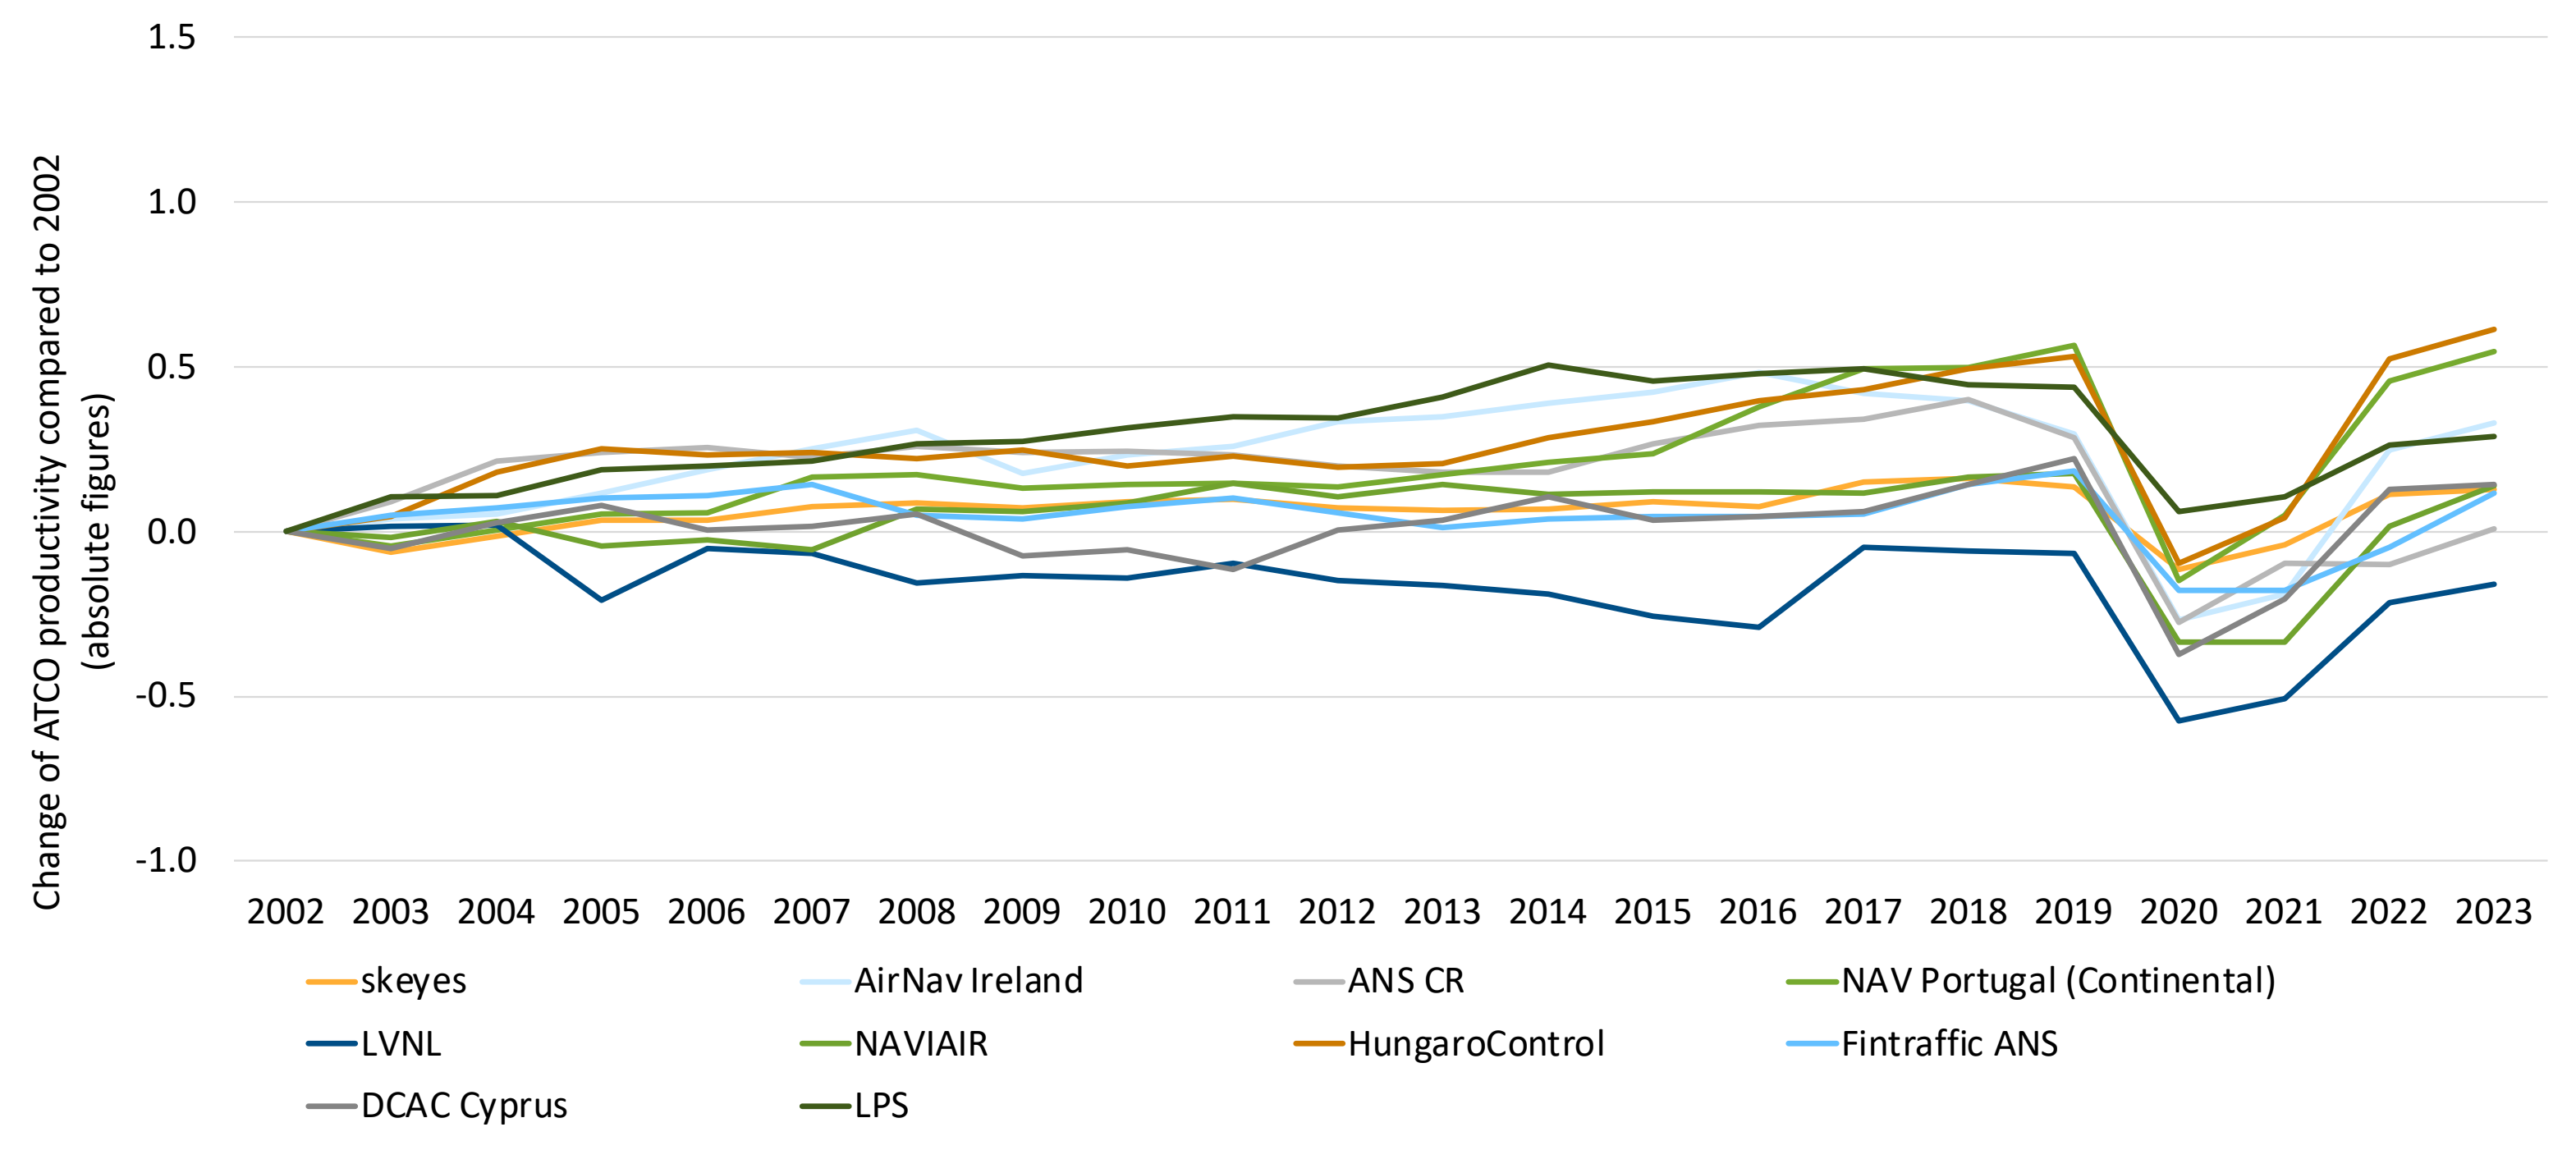 Change of ATCO productivity compared to 2002
(absolute figures)
1.5
1.0
0.5
0.0
-0.5
-1.0
2002 2003 2004 2005 2006 2007 2008 2009 2010 2011 2012 2013 2014 2015 2016 2017 2018 2019 2020 2021 2022 2023
skeyes AirNav Ireland ANS CR NAV Portugal (Continental)
LVNL NAVIAIR HungaroControl Fintraffic ANS
DCAC Cyprus LPS